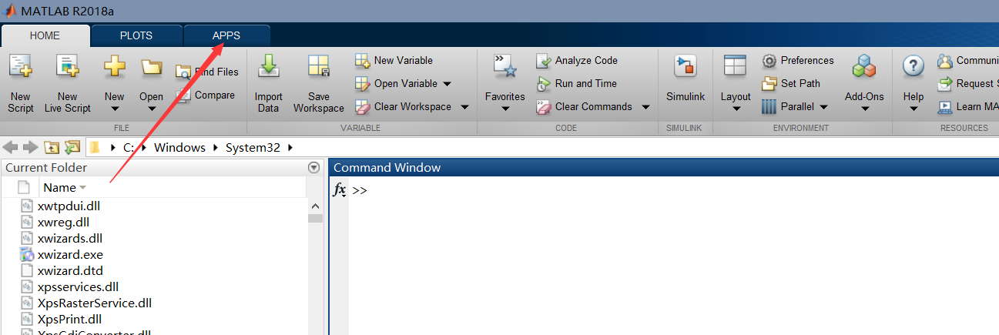 MATLAB R2018a
HOME PLOTS APPS
New Script
New Live Script
New
Open
Find Files
Compare
Import Data
Save Workspace
New Variable
Open Variable
Clear Workspace
Favorites
Analyze Code
Run and Time
Clear Commands
Simulink
Layout
Preferences
Set Path
Parallel
Add-Ons
Help
Communi
Request S
Learn MA
FILE VARIABLE CODE SIMULINK ENVIRONMENT RESOURCES
C: Windows System32
Current Folder
Name
xwtpdui.dll
xwreg.dll
xwizards.dll
xwizard.exe
xwizard.dtd
xpsservices.dll
XpsRasterService.dll
XpsPrint.dll
XpsGdiConverter.dll
Command Window
fx >>